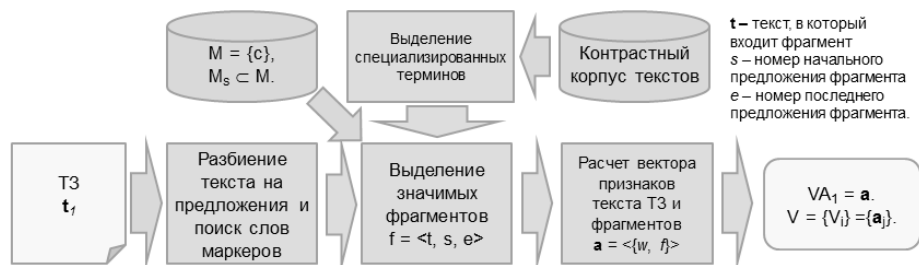 M = {c},
Mₛ ⊂ M.
Выделение
специализированных
терминов
Контрастный
корпус текстов
t – текст, в который
входит фрагмент
s – номер начального
предложения фрагмента
e – номер последнего
предложения фрагмента.
ТЗ
t₁
Разбиение
текста на
предложения и
поиск слов
маркеров
Выделение
значимых
фрагментов
f = <t, s, e>
Расчет вектора
признаков
текста ТЗ и
фрагментов
a = <{w, f}>
VA₁ = a.
V = {Vᵢ} ={aⱼ}.